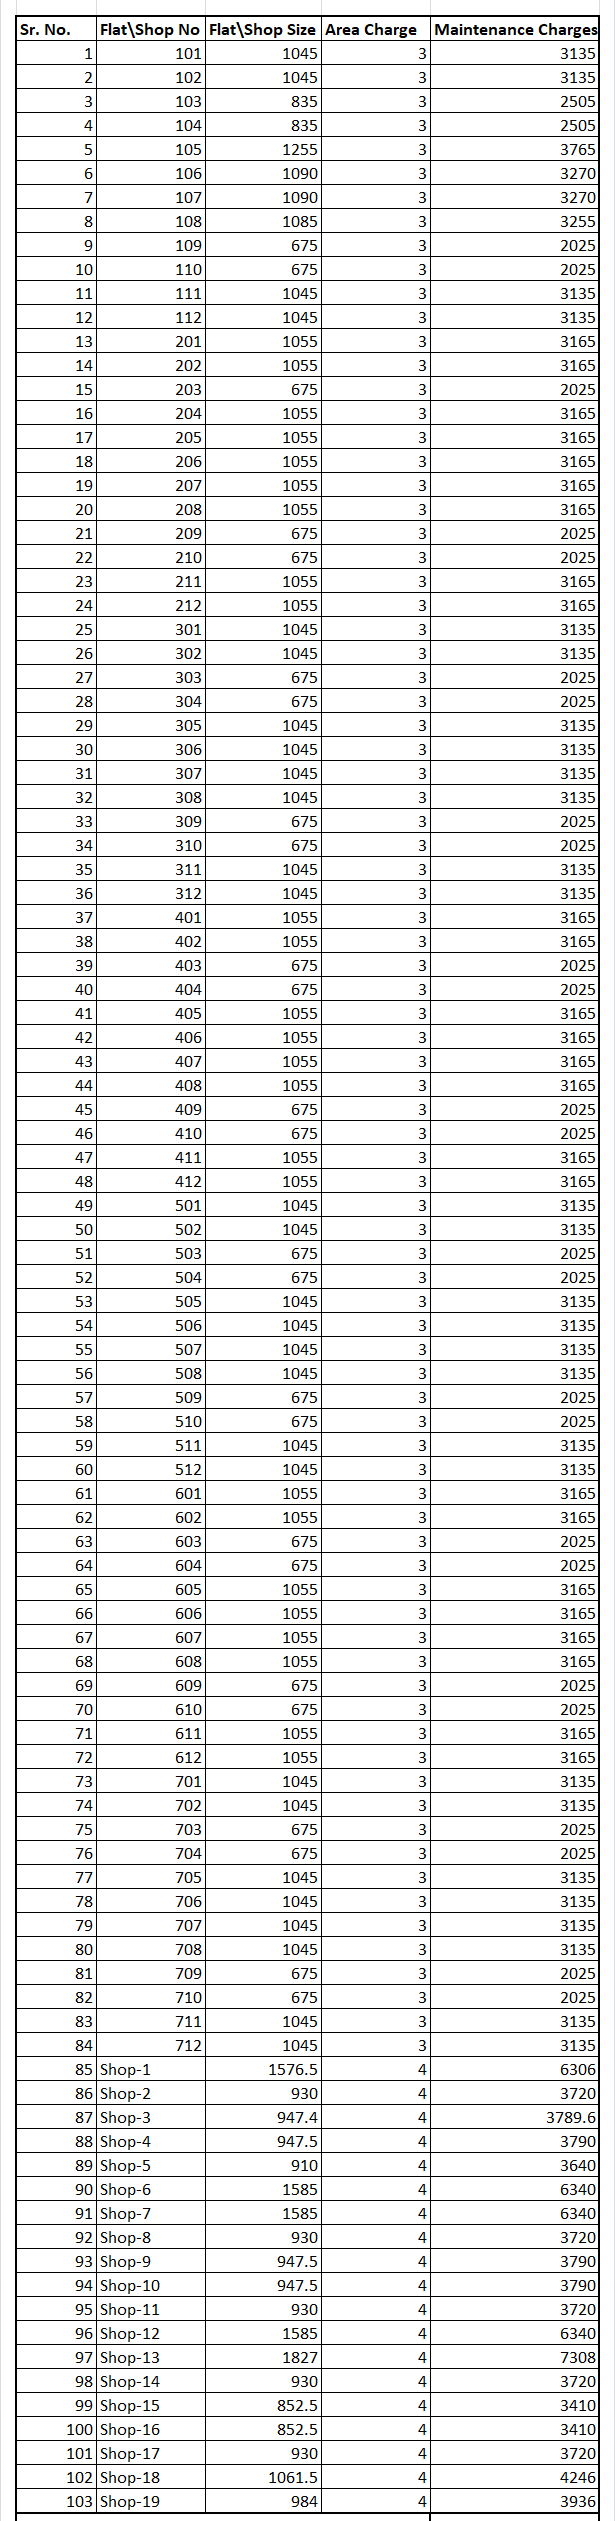 Sr. No. Flat\Shop No Flat\Shop Size Area Charge Maintenance Charges
1 101 1045 3 3135
2 102 1045 3 3135
3 103 835 3 2505
4 104 835 3 2505
5 105 1255 3 3765
6 106 1090 3 3270
7 107 1090 3 3270
8 108 1085 3 3255
9 109 675 3 2025
10 110 675 3 2025
11 111 1045 3 3135
12 112 1045 3 3135
13 201 1055 3 3165
14 202 1055 3 3165
15 203 675 3 2025
16 204 1055 3 3165
17 205 1055 3 3165
18 206 1055 3 3165
19 207 1055 3 3165
20 208 1055 3 3165
21 209 675 3 2025
22 210 675 3 2025
23 211 1055 3 3165
24 212 1055 3 3165
25 301 1045 3 3135
26 302 1045 3 3135
27 303 675 3 2025
28 304 675 3 2025
29 305 1045 3 3135
30 306 1045 3 3135
31 307 1045 3 3135
32 308 1045 3 3135
33 309 675 3 2025
34 310 675 3 2025
35 311 1045 3 3135
36 312 1045 3 3135
37 401 1055 3 3165
38 402 1055 3 3165
39 403 675 3 2025
40 404 675 3 2025
41 405 1055 3 3165
42 406 1055 3 3165
43 407 1055 3 3165
44 408 1055 3 3165
45 409 675 3 2025
46 410 675 3 2025
47 411 1055 3 3165
48 412 1055 3 3165
49 501 1045 3 3135
50 502 1045 3 3135
51 503 675 3 2025
52 504 675 3 2025
53 505 1045 3 3135
54 506 1045 3 3135
55 507 1045 3 3135
56 508 1045 3 3135
57 509 675 3 2025
58 510 675 3 2025
59 511 1045 3 3135
60 512 1045 3 3135
61 601 1055 3 3165
62 602 1055 3 3165
63 603 675 3 2025
64 604 675 3 2025
65 605 1055 3 3165
66 606 1055 3 3165
67 607 1055 3 3165
68 608 1055 3 3165
69 609 675 3 2025
70 610 675 3 2025
71 611 1055 3 3165
72 612 1055 3 3165
73 701 1045 3 3135
74 702 1045 3 3135
75 703 675 3 2025
76 704 675 3 2025
77 705 1045 3 3135
78 706 1045 3 3135
79 707 1045 3 3135
80 708 1045 3 3135
81 709 675 3 2025
82 710 675 3 2025
83 711 1045 3 3135
84 712 1045 3 3135
85 Shop-1 1576.5 4 6306
86 Shop-2 930 4 3720
87 Shop-3 947.4 4 3789.6
88 Shop-4 947.5 4 3790
89 Shop-5 910 4 3640
90 Shop-6 1585 4 6340
91 Shop-7 1585 4 6340
92 Shop-8 930 4 3720
93 Shop-9 947.5 4 3790
94 Shop-10 947.5 4 3790
95 Shop-11 930 4 3720
96 Shop-12 1585 4 6340
97 Shop-13 1827 4 7308
98 Shop-14 930 4 3720
99 Shop-15 852.5 4 3410
100 Shop-16 852.5 4 3410
101 Shop-17 930 4 3720
102 Shop-18 1061.5 4 4246
103 Shop-19 984 4 3936